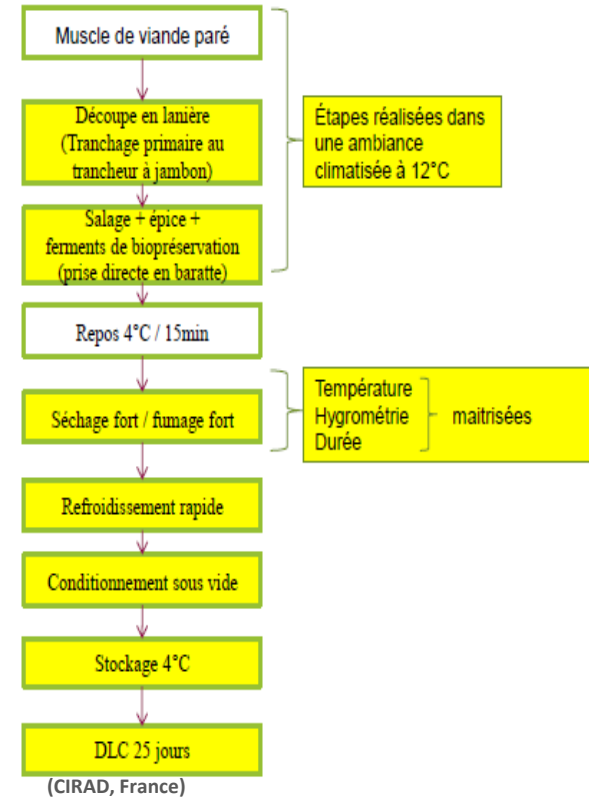 Muscle de viande paré
Découpe en lanière
(Tranchage primaire au
trancheur à jambon)
Étapes réalisées dans
une ambiance
climatisée à 12°C
Salage + épice +
ferments de biopréservation
(prise directe en baratte)
Repos 4°C / 15min
Séchage fort / fumage fort
Température
Hygrométrie
Durée
maitrisées
Refroidissement rapide
Conditionnement sous vide
Stockage 4°C
DLC 25 jours
(CIRAD, France)